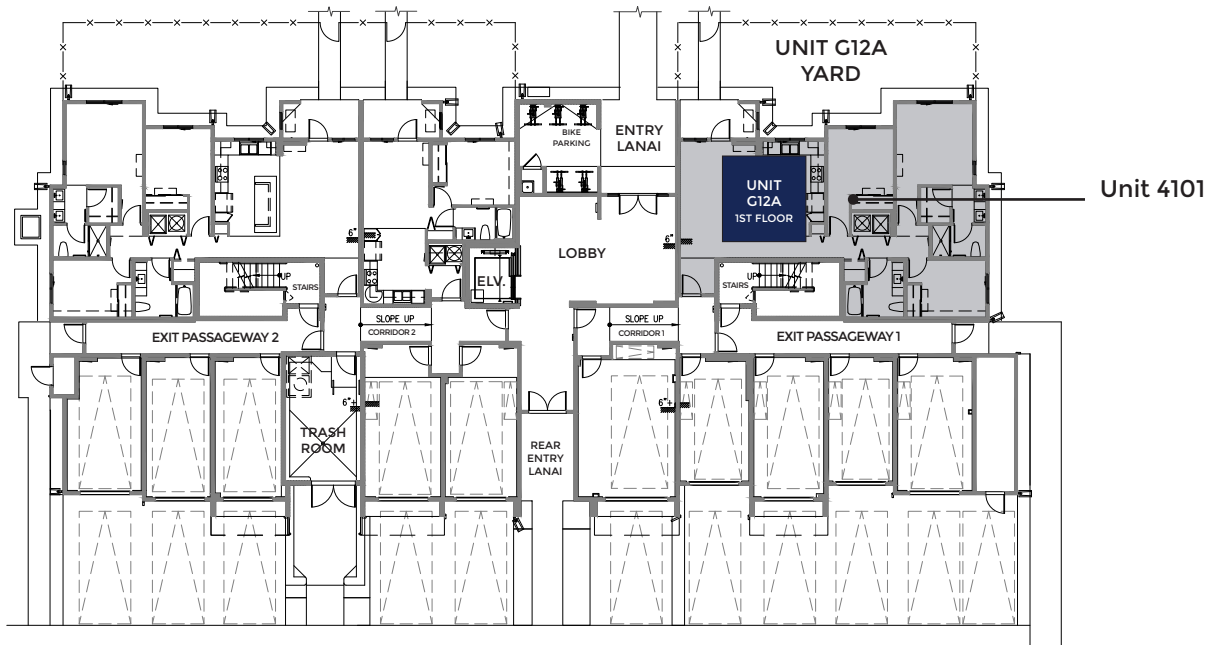 UNIT G12A
YARD
BIKE
PARKING
ENTRY
LANAI
UNIT
G12A
1ST FLOOR
Unit 4101
6"
6"
LOBBY
ELV.
UP
STAIRS
UP
STAIRS
SLOPE UP
CORRIDOR 2
SLOPE UP
CORRIDOR 1
EXIT PASSAGEWAY 2
EXIT PASSAGEWAY 1
6"+
6"+
TRASH
ROOM
REAR
ENTRY
LANAI